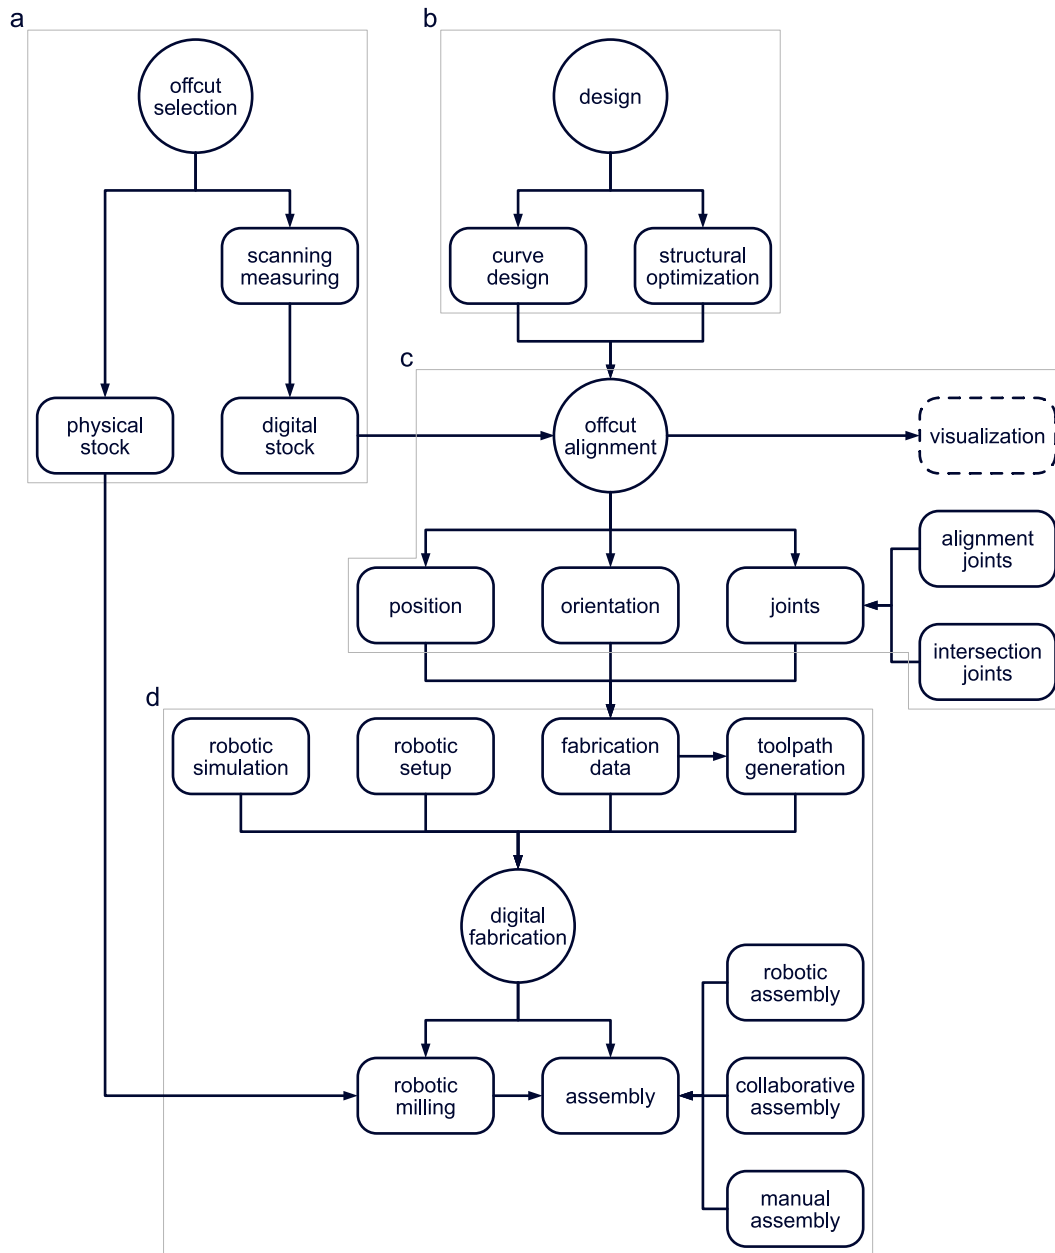 a
offcut
selection
scanning
measuring
physical
stock
digital
stock
b
design
curve
design
structural
optimization
c
offcut
alignment
visualization
position
orientation
joints
alignment
joints
intersection
joints
d
robotic
simulation
robotic
setup
fabrication
data
toolpath
generation
digital
fabrication
robotic
milling
assembly
robotic
assembly
collaborative
assembly
manual
assembly